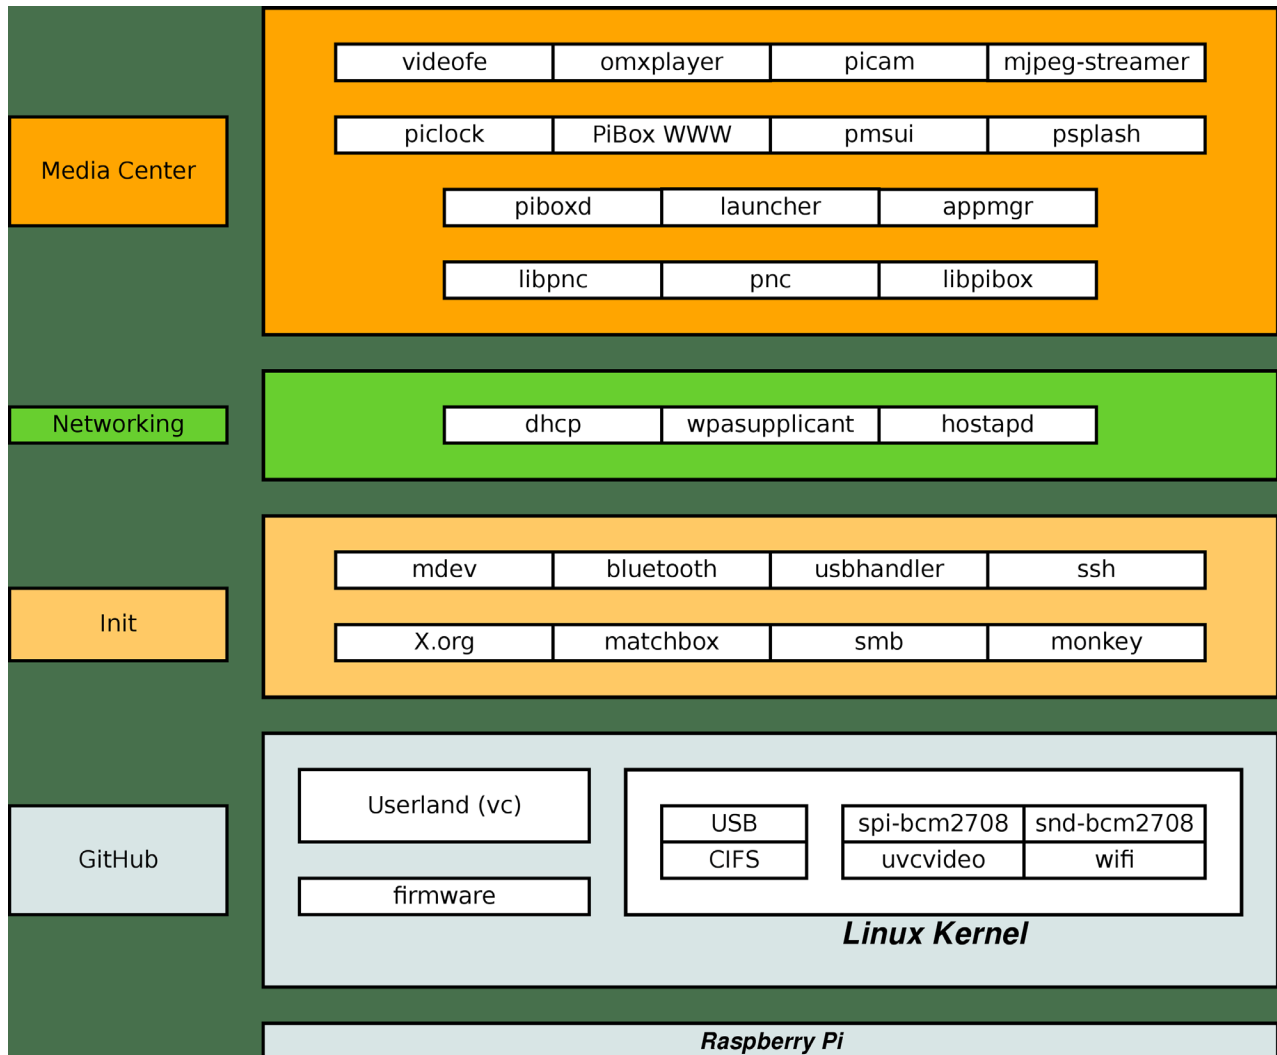 videofe omxplayer picam mjpeg-streamer
piclock PiBox WWW pmsui psplash
Media Center
piboxd launcher appmgr
libpnc pnc libpibox
Networking
dhcp wpasupplicant hostapd
mdev bluetooth usbhandler ssh
Init
X.org matchbox smb monkey
Userland (vc)
USB spi-bcm2708 snd-bcm2708
GitHub
CIFS uvcvideo wifi
firmware
Linux Kernel
Raspberry Pi